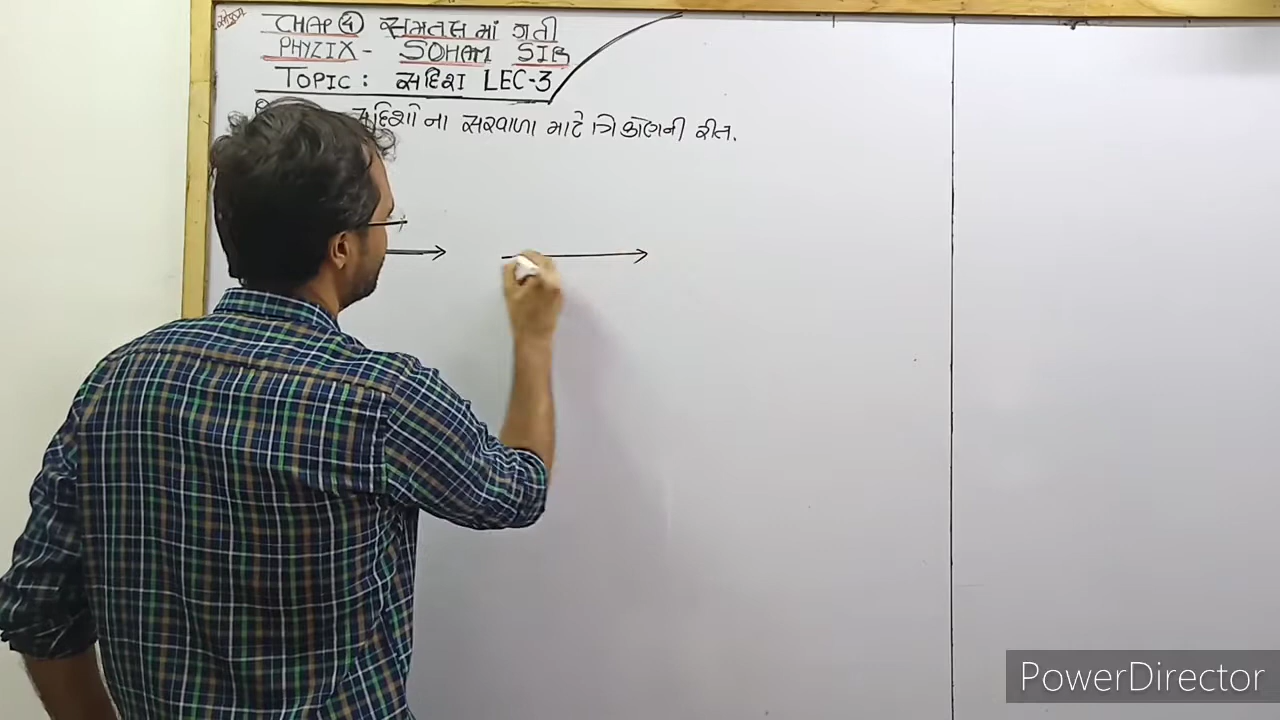 CHAP ④ સમતલ માં ગતી
PHYZIX - SOHAM SIR
TOPIC : સદિશ LEC-3
સદિશો ના સરવાળા માટે ત્રિકોણની રીત.
PowerDirector